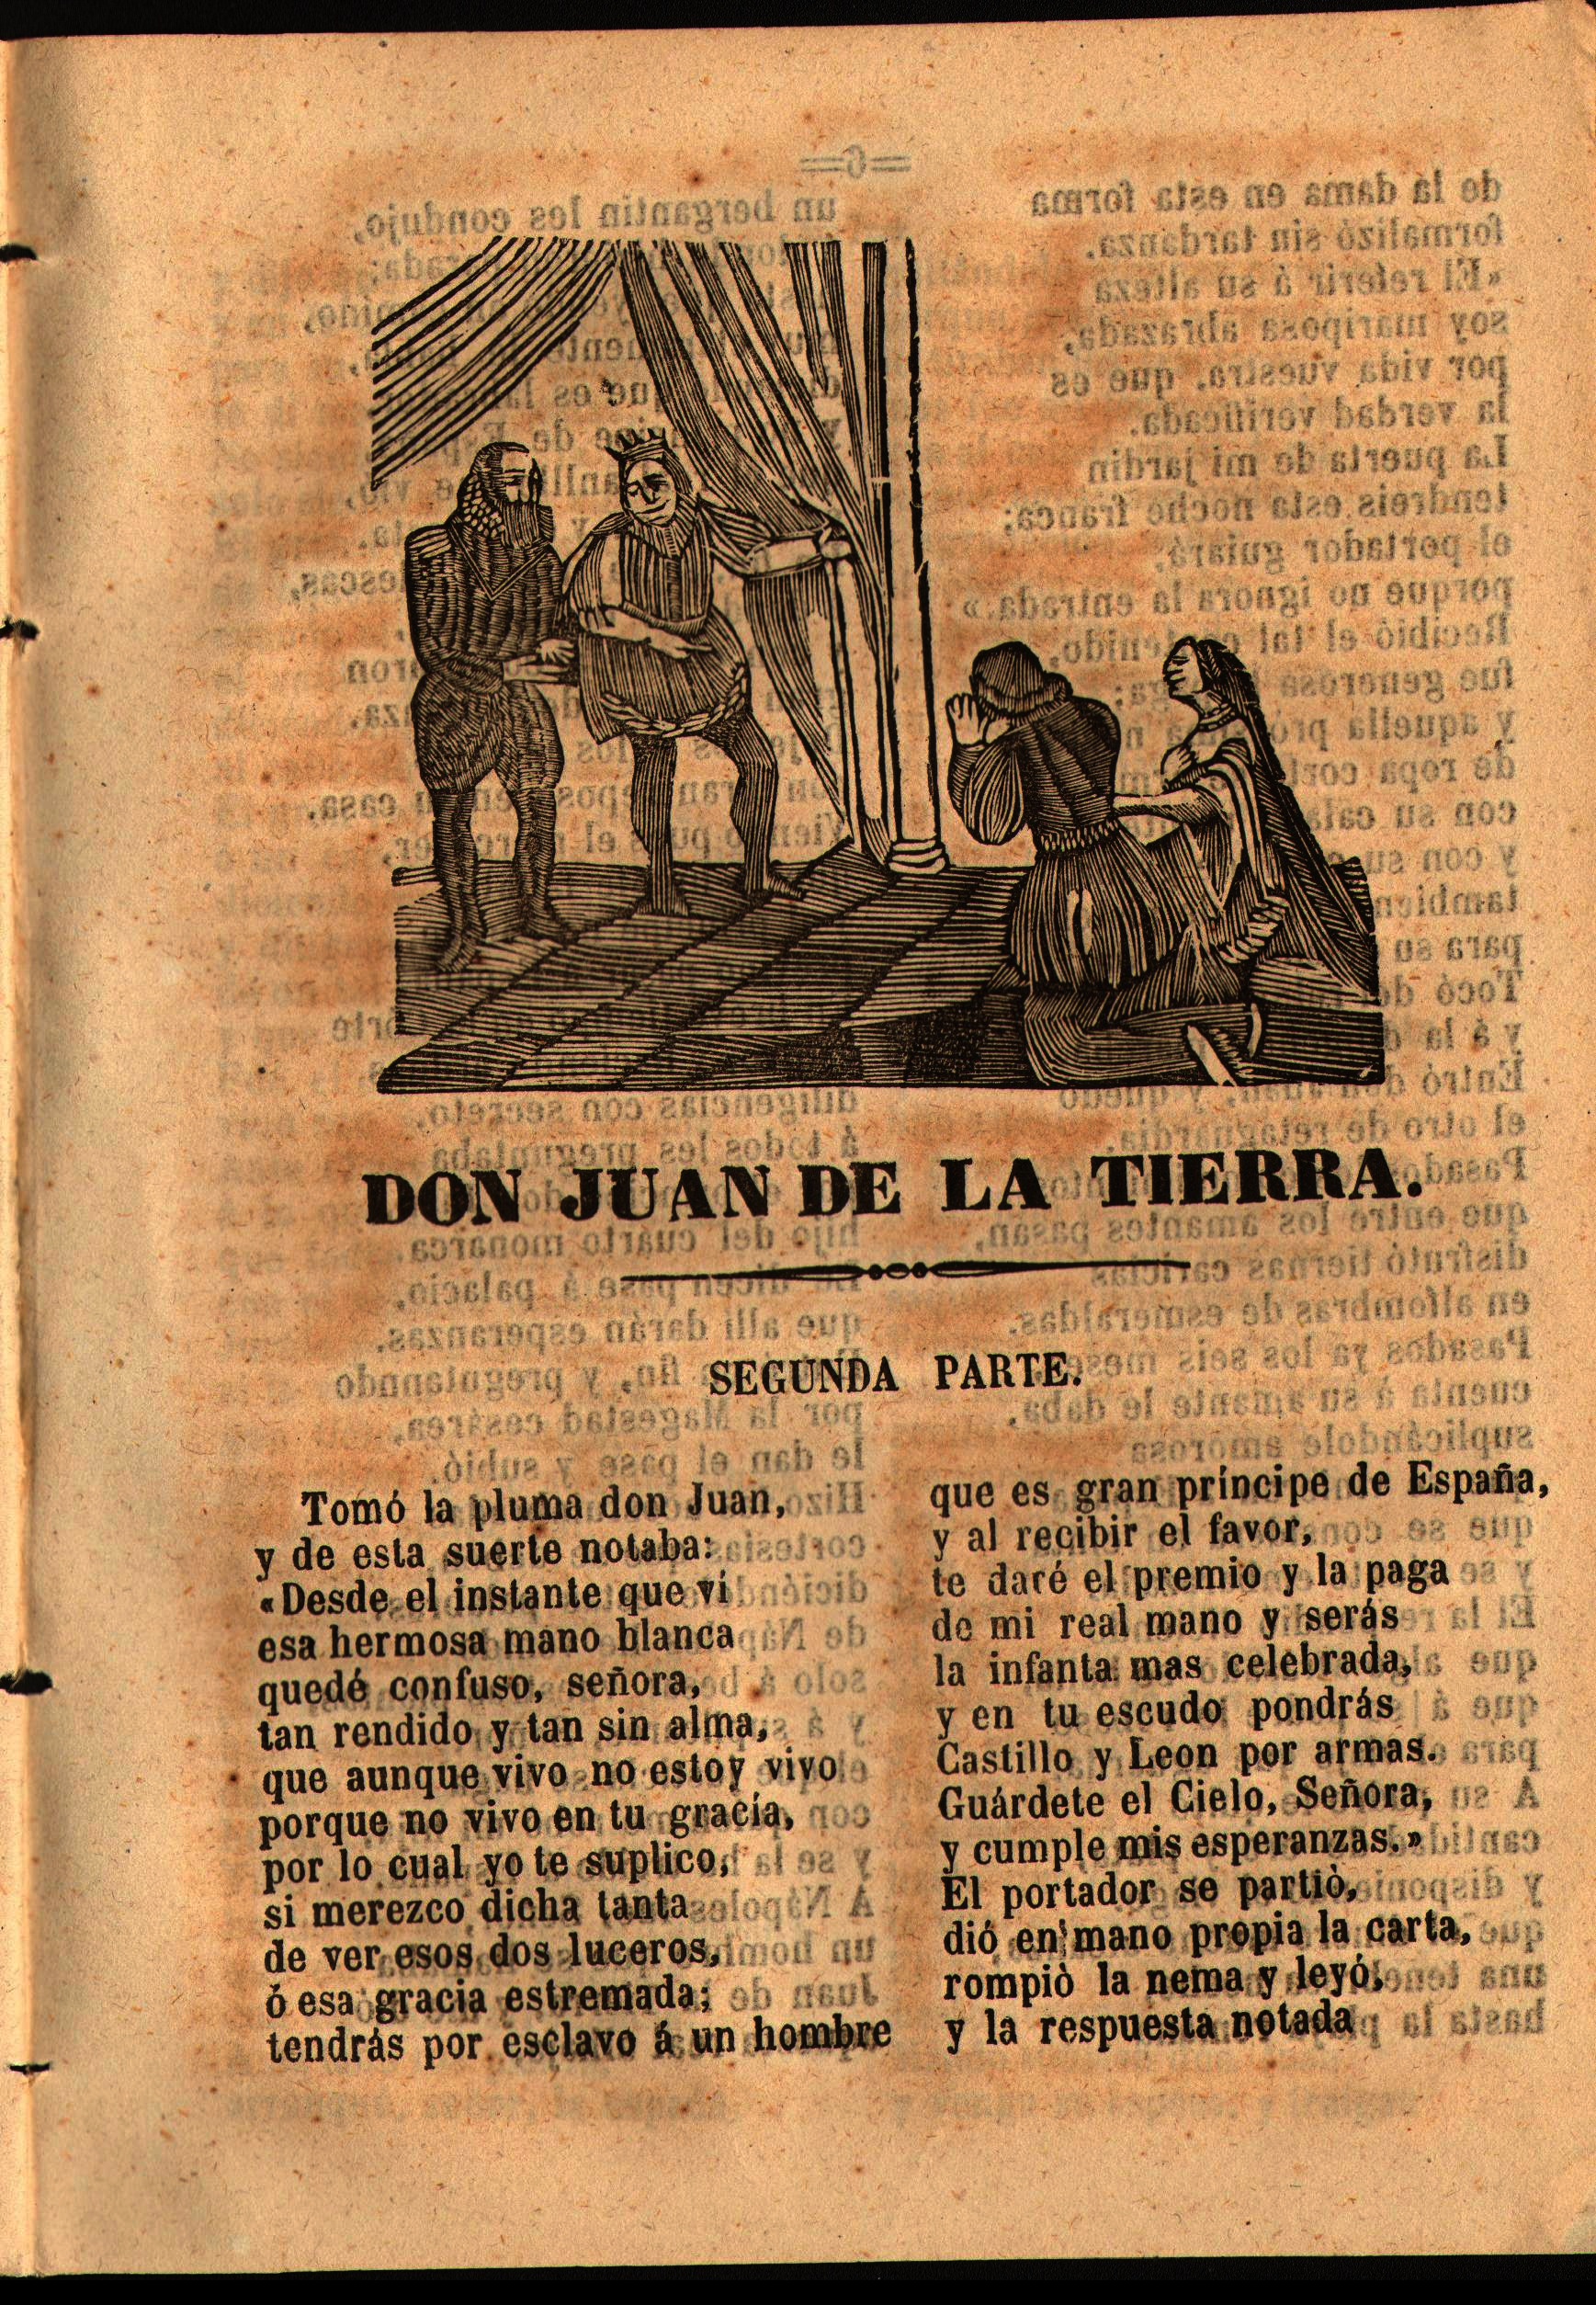 DON JUAN DE LA TIERRA.
SEGUNDA PARTE.
Tomó la pluma don Juan,
y de esta suerte notaba:
«Desde el instante que ví
esa hermosa mano blanca
quedé confuso, señora,
tan rendido y tan sin alma,
que aunque vivo no estoy vivo
porque no vivo en tu gracía,
por lo cual yo te suplico,
si merezco dicha tanta
de ver esos dos luceros,
ó esa gracia estremada;
tendrás por esclavo á un hombre
que es gran príncipe de España,
y al recibir el favor,
te daré el premio y la paga
de mi real mano y serás
la infanta mas celebrada,
y en tu escudo pondrás
Castillo y Leon por armas.
Guárdete el Cielo, Señora,
y cumple mis esperanzas.»
El portador se partiò,
dió en mano propia la carta,
rompiò la nema y leyó,
y la respuesta notada